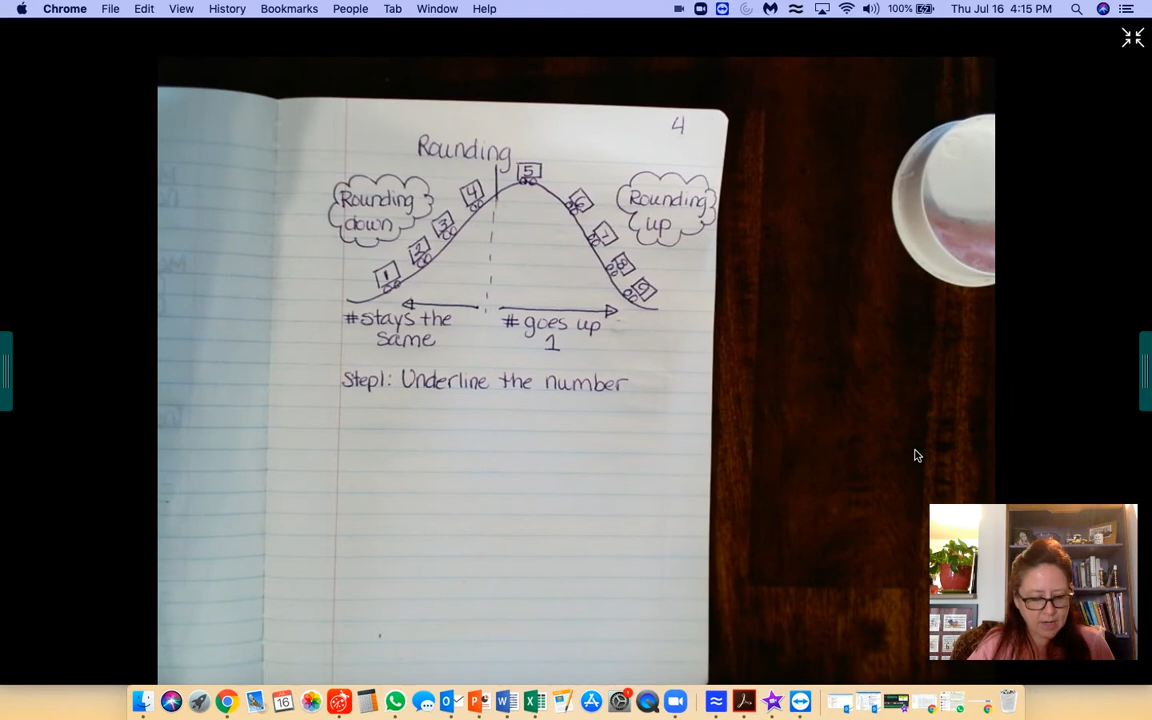 Chrome File Edit View History Bookmarks People Tab Window Help 100% Thu Jul 16 4:15 PM
4
Rounding
5
4
6
Rounding
down
Rounding
up
3
7
2
8
1
9
#stays the
same
# goes up
1
Step1: Underline the number
16